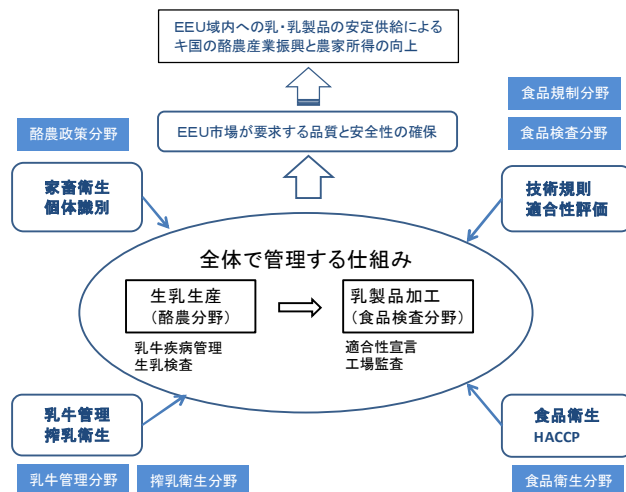 EEU域内への乳・乳製品の安定供給による
キ国の酪農産業振興と農家所得の向上
食品規制分野
酪農政策分野
EEU市場が要求する品質と安全性の確保
食品検査分野
家畜衛生
個体識別
技術規則
適合性評価
全体で管理する仕組み
生乳生産
(酪農分野)
乳製品加工
(食品検査分野)
乳牛疾病管理
生乳検査
適合性宣言
工場監査
乳牛管理
搾乳衛生
食品衛生
HACCP
乳牛管理分野
搾乳衛生分野
食品衛生分野